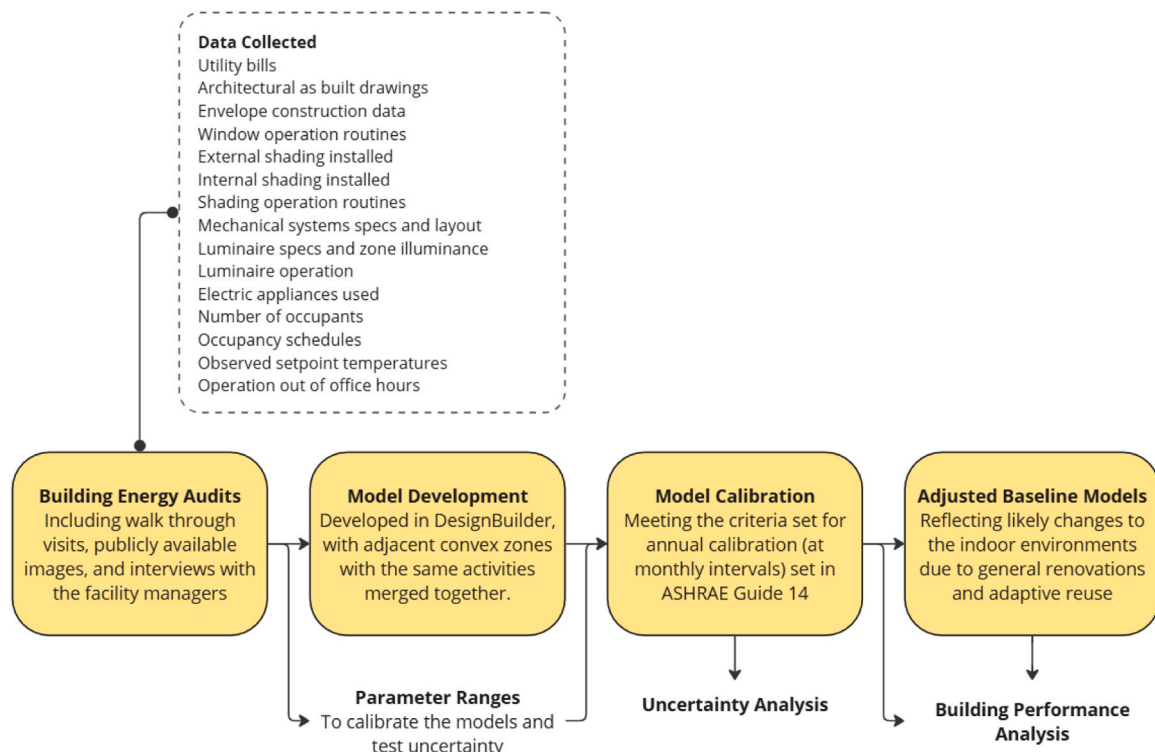 Data Collected
Utility bills
Architectural as built drawings
Envelope construction data
Window operation routines
External shading installed
Internal shading installed
Shading operation routines
Mechanical systems specs and layout
Luminaire specs and zone illuminance
Luminaire operation
Electric appliances used
Number of occupants
Occupancy schedules
Observed setpoint temperatures
Operation out of office hours
Building Energy Audits
Including walk through
visits, publicly available
images, and interviews with
the facility managers
Model Development
Developed in DesignBuilder,
with adjacent convex zones
with the same activities
merged together.
Model Calibration
Meeting the criteria set for
annual calibration (at
monthly intervals) set in
ASHRAE Guide 14
Adjusted Baseline Models
Reflecting likely changes to
the indoor environments
due to general renovations
and adaptive reuse
Parameter Ranges
To calibrate the models and
test uncertainty
Uncertainty Analysis
Building Performance
Analysis